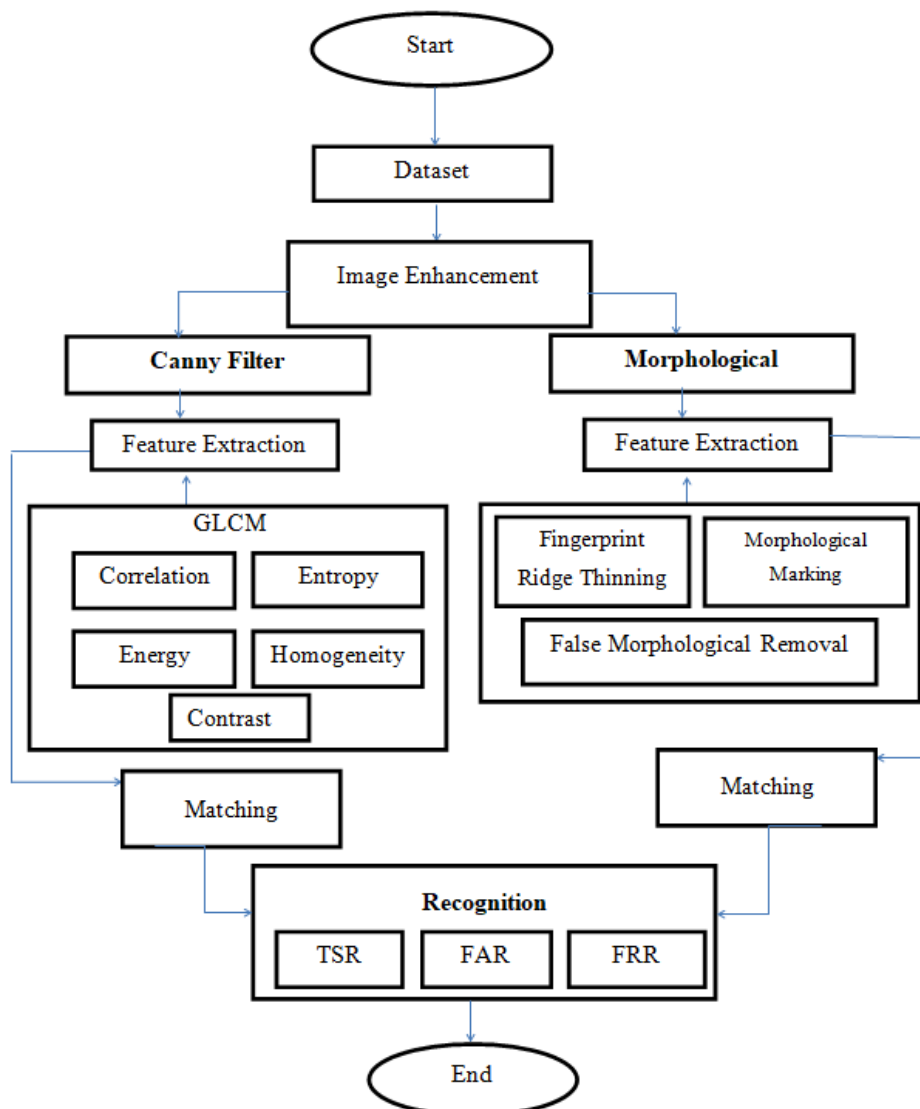 Start
Dataset
Image Enhancement
Canny Filter
Morphological
Feature Extraction
Feature Extraction
GLCM
Correlation
Entropy
Energy
Homogeneity
Contrast
Fingerprint
Ridge Thinning
Morphological
Marking
False Morphological Removal
Matching
Matching
Recognition
TSR
FAR
FRR
End